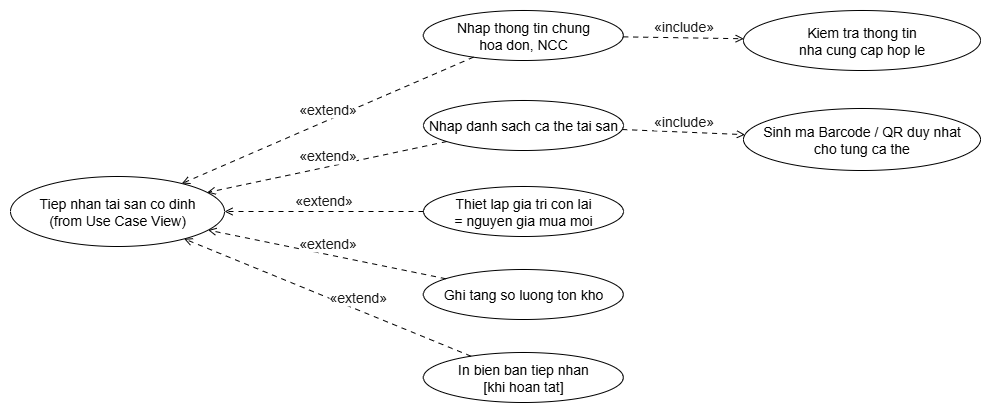 Nhap thong tin chung
hoa don, NCC
«include»
Kiem tra thong tin
nha cung cap hop le
«extend»
Nhap danh sach ca the tai san
«include»
Sinh ma Barcode / QR duy nhat
cho tung ca the
«extend»
Tiep nhan tai san co dinh
(from Use Case View)
«extend»
Thiet lap gia tri con lai
= nguyen gia mua moi
«extend»
Ghi tang so luong ton kho
«extend»
In bien ban tiep nhan
[khi hoan tat]